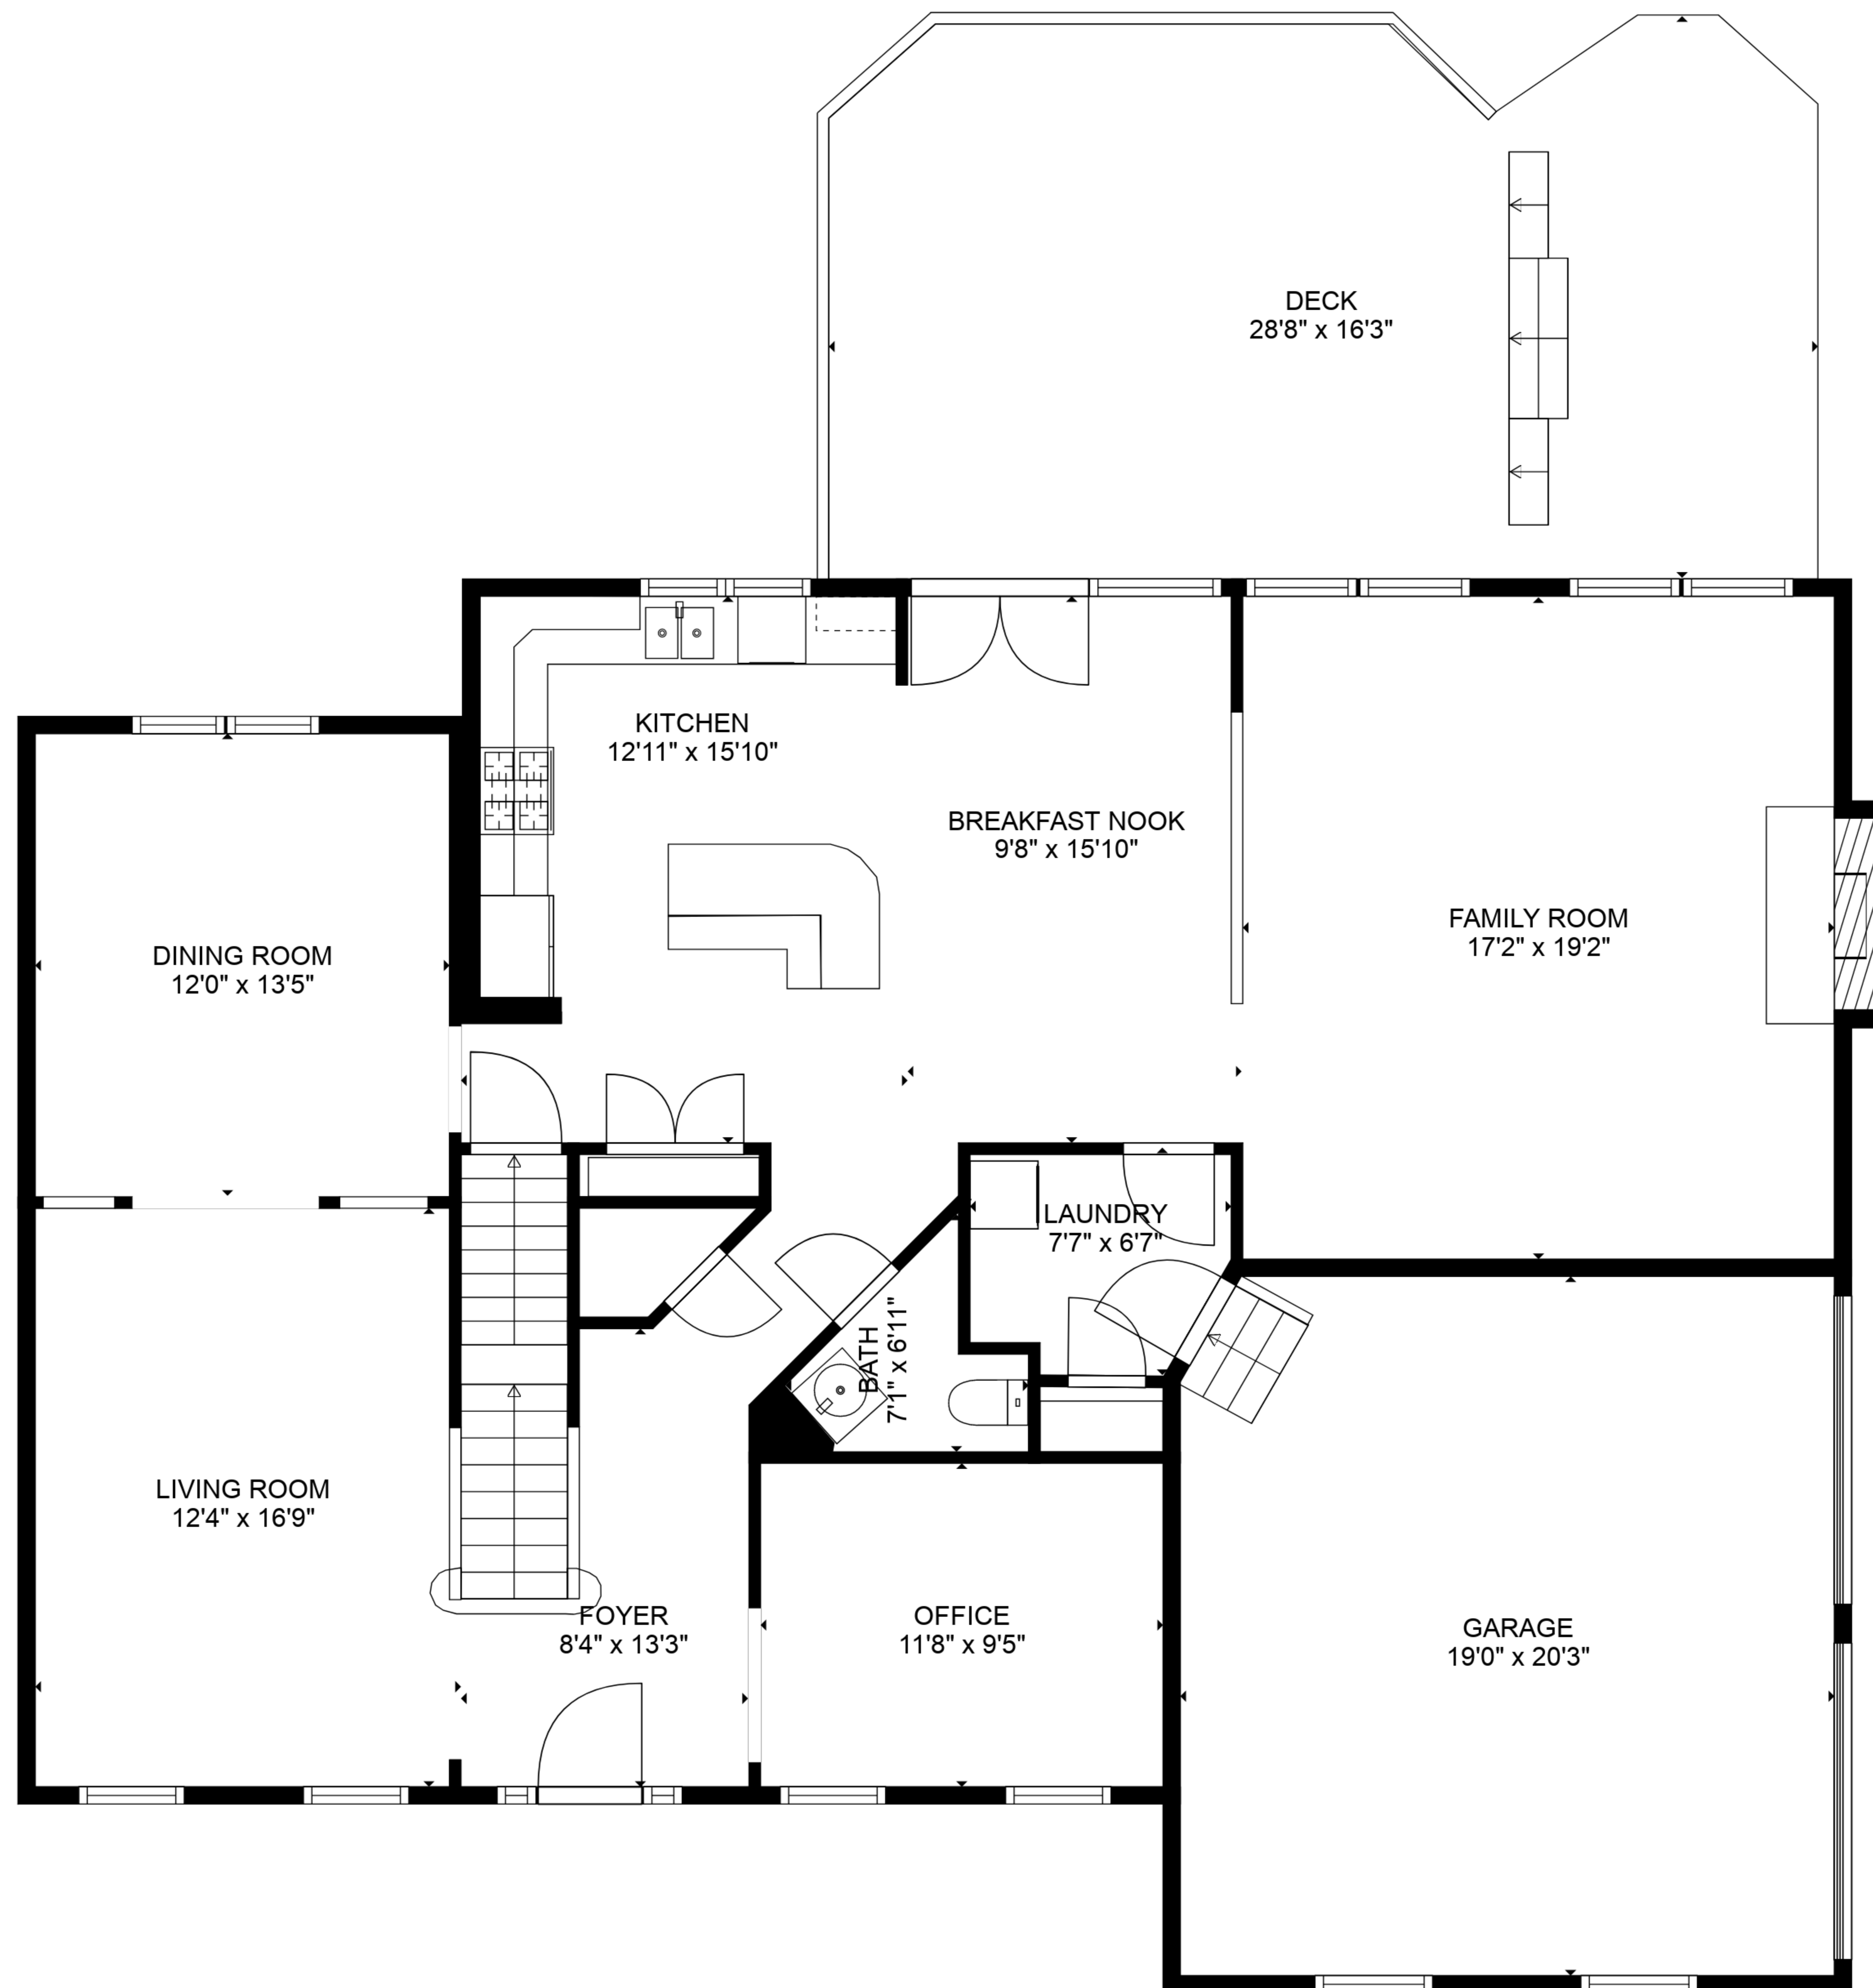 DECK
28'8" x 16'3"
KITCHEN
12'11" x 15'10"
BREAKFAST NOOK
9'8" x 15'10"
FAMILY ROOM
17'2" x 19'2"
DINING ROOM
12'0" x 13'5"
LAUNDRY
7'7" x 6'7"
BATH
7'1" x 6'11"
LIVING ROOM
12'4" x 16'9"
FOYER
8'4" x 13'3"
OFFICE
11'8" x 9'5"
GARAGE
19'0" x 20'3"